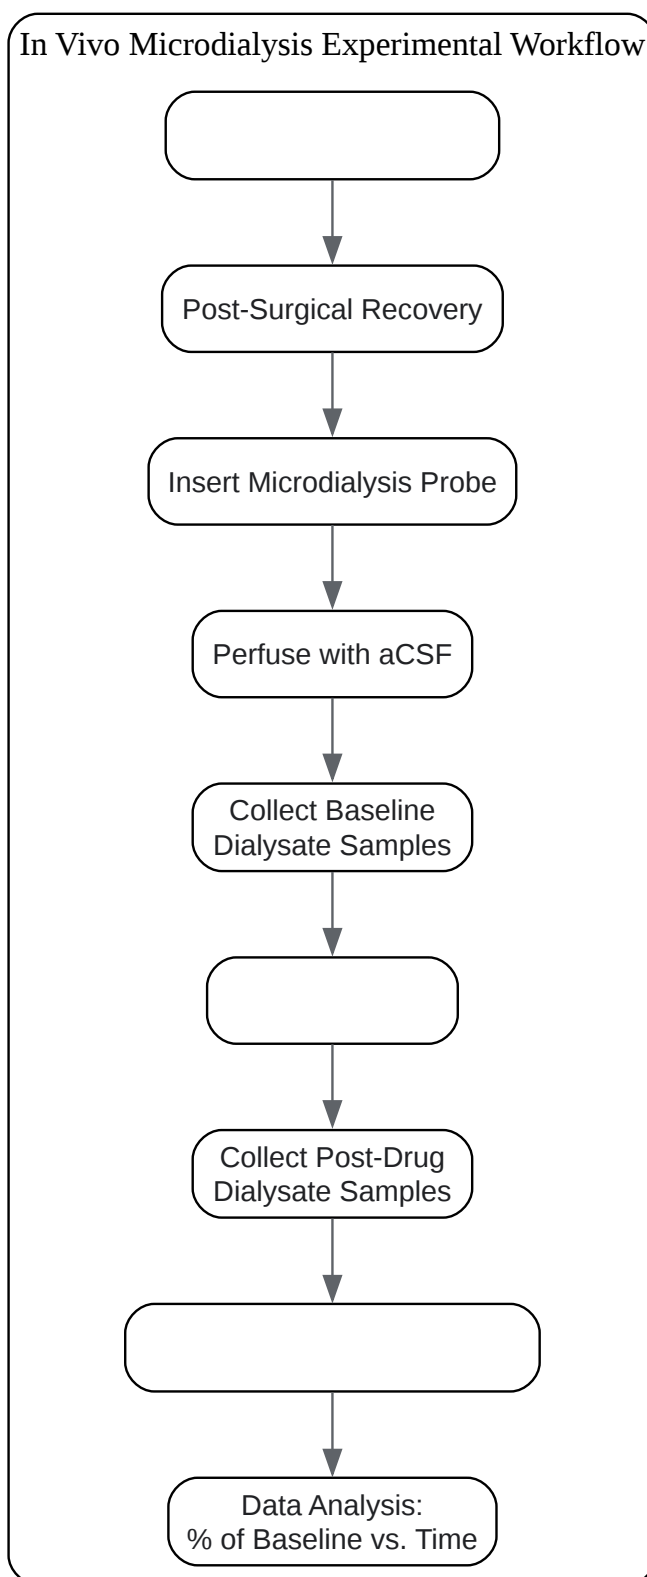 In Vivo Microdialysis Experimental Workflow
Post-Surgical Recovery
Insert Microdialysis Probe
Perfuse with aCSF
Collect Baseline
Dialysate Samples
Collect Post-Drug
Dialysate Samples
Data Analysis:
% of Baseline vs. Time